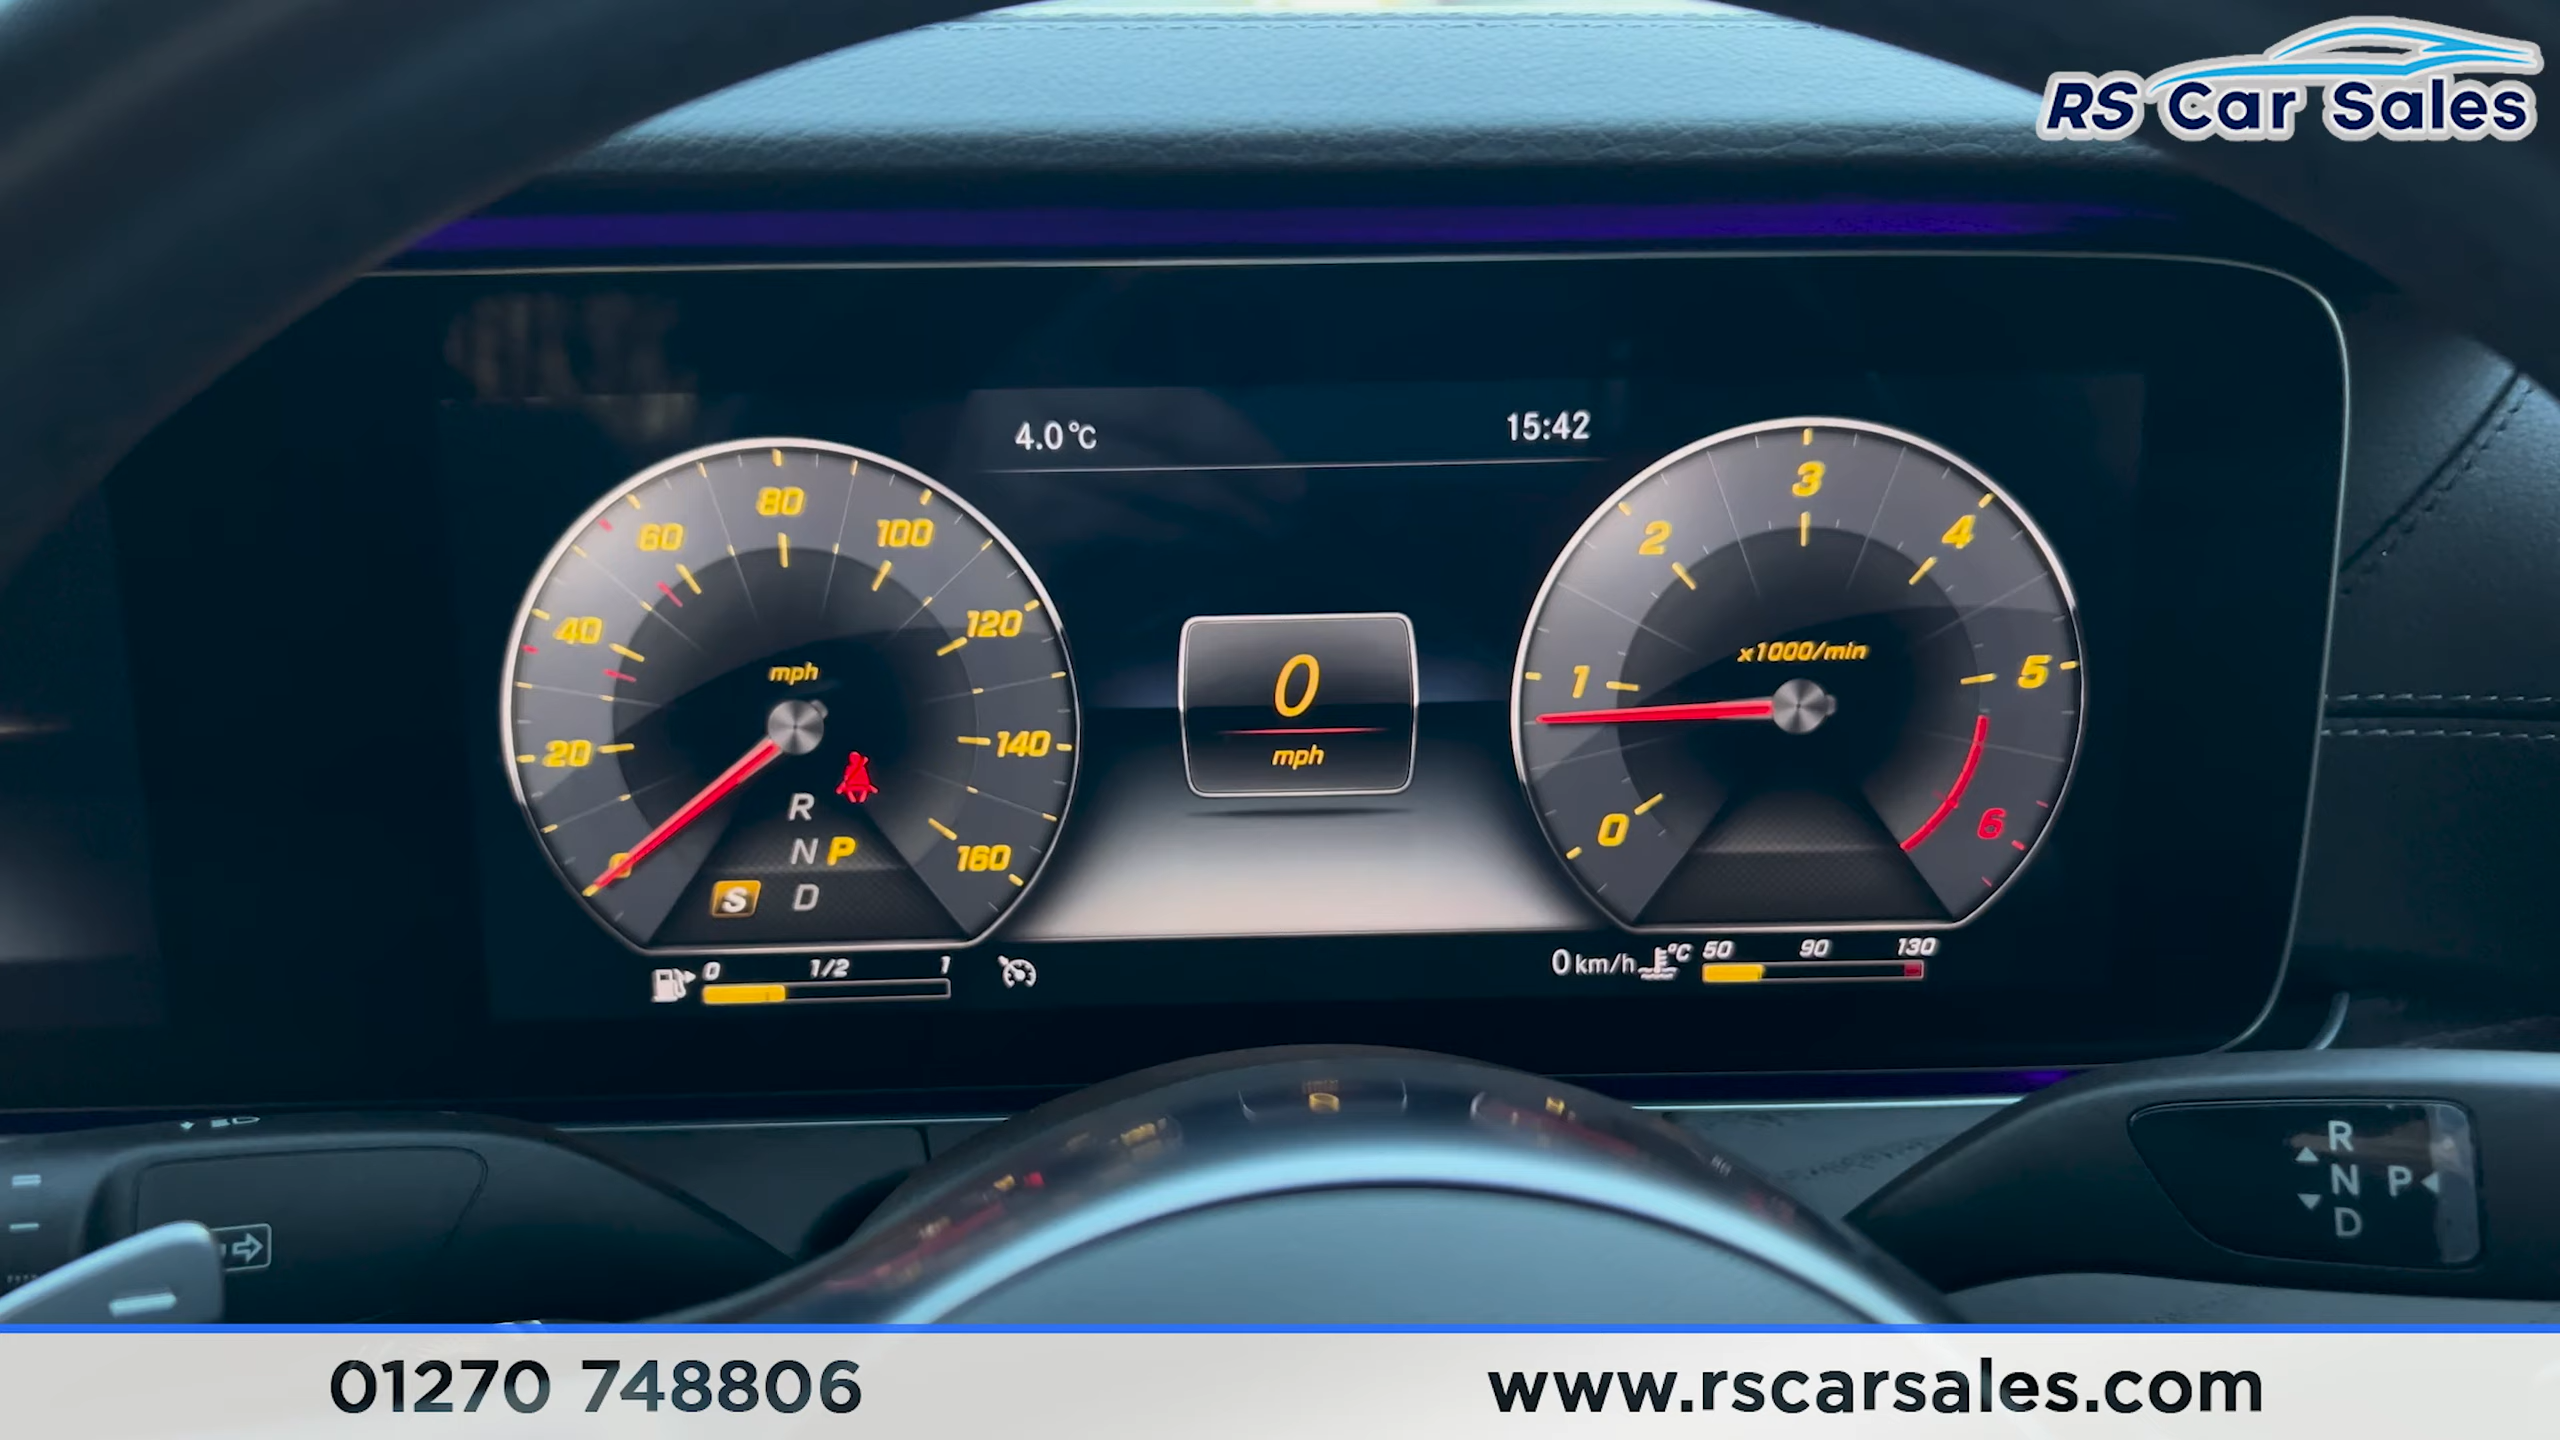 RS Car Sales
4.0°C
15:42
80
60
100
40
120
mph
20
140
0
160
R
N P
S D
0
mph
3
2
4
x1000/min
1
5
0
6
0 1/2 1
0 km/h
°C 50 90 130
R
N P
D
01270 748806
www.rscarsales.com